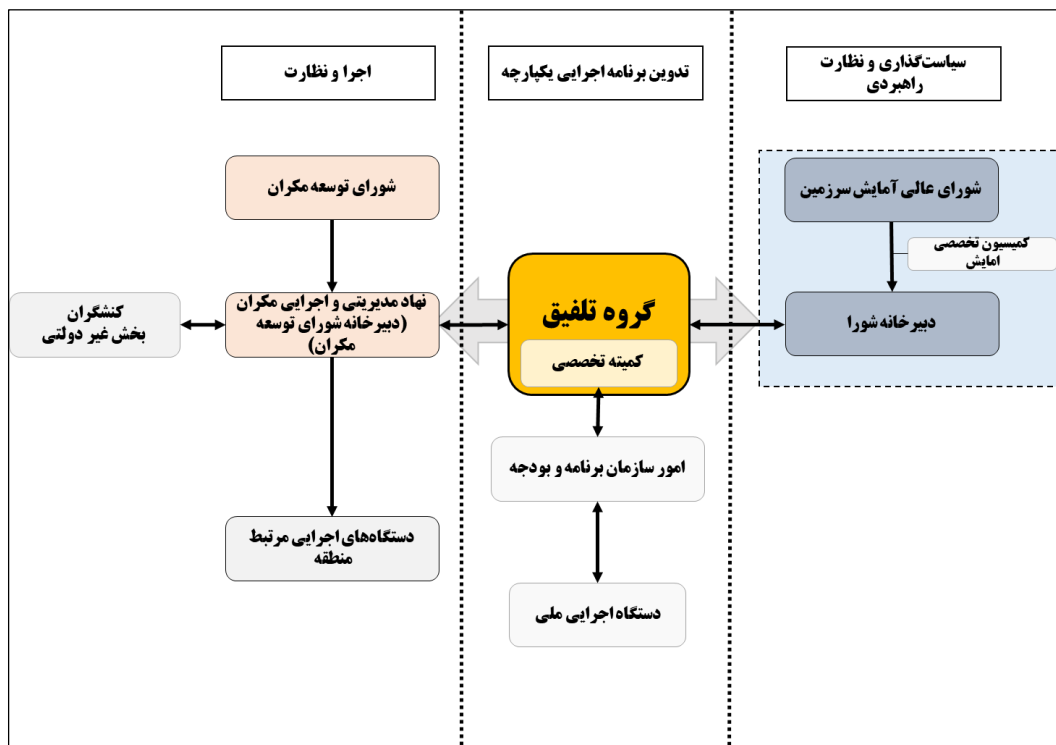 سیاست‌گذاری و نظارت
راهبردی
تدوین برنامه اجرایی یکپارچه
اجرا و نظارت
شورای عالی آمایش سرزمین
کمیسیون تخصصی
امایش
دبیرخانه شورا
گروه تلفیق
کمیته تخصصی
امور سازمان برنامه و بودجه
دستگاه اجرایی ملی
شورای توسعه مکران
نهاد مدیریتی و اجرایی مکران
(دبیرخانه شورای توسعه
مکران)
کنشگران
بخش غیر دولتی
دستگاه‌های اجرایی مرتبط
منطقه